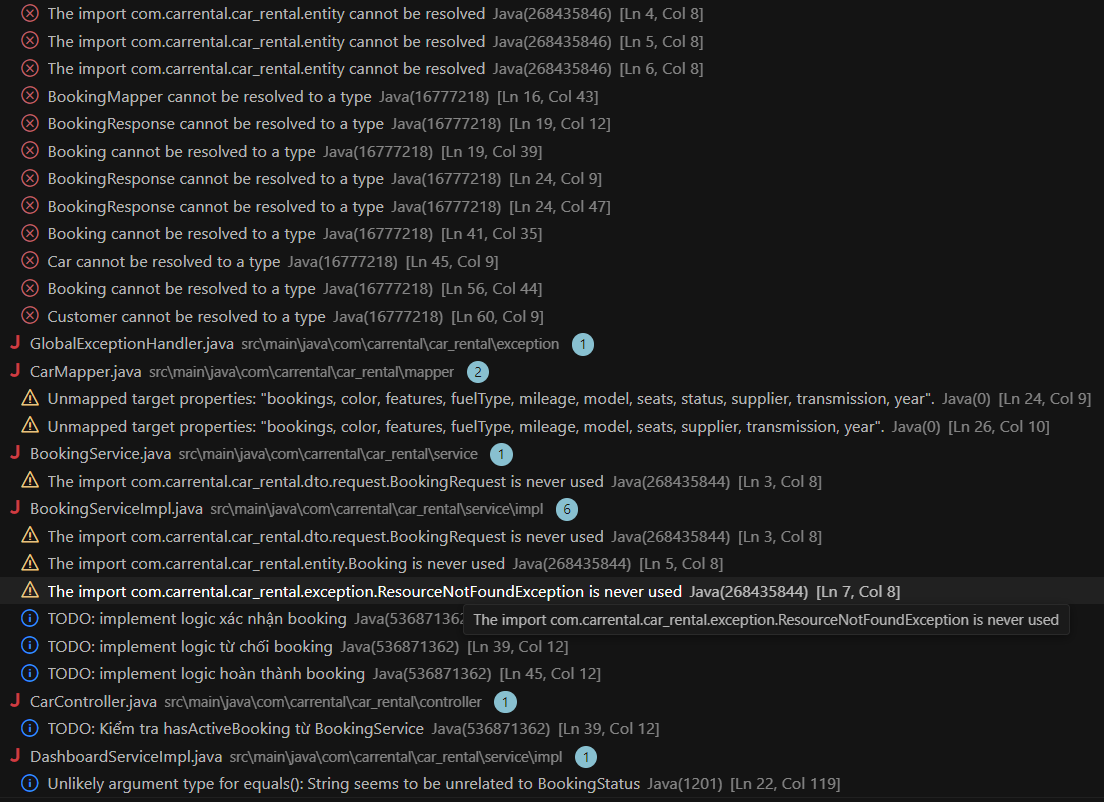 The import com.carrental.car_rental.entity cannot be resolved Java(268435846) [Ln 4, Col 8]
The import com.carrental.car_rental.entity cannot be resolved Java(268435846) [Ln 5, Col 8]
The import com.carrental.car_rental.entity cannot be resolved Java(268435846) [Ln 6, Col 8]
BookingMapper cannot be resolved to a type Java(16777218) [Ln 16, Col 43]
BookingResponse cannot be resolved to a type Java(16777218) [Ln 19, Col 12]
Booking cannot be resolved to a type Java(16777218) [Ln 19, Col 39]
BookingResponse cannot be resolved to a type Java(16777218) [Ln 24, Col 9]
BookingResponse cannot be resolved to a type Java(16777218) [Ln 24, Col 47]
Booking cannot be resolved to a type Java(16777218) [Ln 41, Col 35]
Car cannot be resolved to a type Java(16777218) [Ln 45, Col 9]
Booking cannot be resolved to a type Java(16777218) [Ln 56, Col 44]
Customer cannot be resolved to a type Java(16777218) [Ln 60, Col 9]
J GlobalExceptionHandler.java src\main\java\com\carrental\car_rental\exception 1
J CarMapper.java src\main\java\com\carrental\car_rental\mapper 2
Unmapped target properties: "bookings, color, features, fuelType, mileage, model, seats, status, supplier, transmission, year". Java(0) [Ln 24, Col 9]
Unmapped target properties: "bookings, color, features, fuelType, mileage, model, seats, supplier, transmission, year". Java(0) [Ln 26, Col 10]
J BookingService.java src\main\java\com\carrental\car_rental\service 1
The import com.carrental.car_rental.dto.request.BookingRequest is never used Java(268435844) [Ln 3, Col 8]
J BookingServiceImpl.java src\main\java\com\carrental\car_rental\service\impl 6
The import com.carrental.car_rental.dto.request.BookingRequest is never used Java(268435844) [Ln 3, Col 8]
The import com.carrental.car_rental.entity.Booking is never used Java(268435844) [Ln 5, Col 8]
The import com.carrental.car_rental.exception.ResourceNotFoundException is never used Java(268435844) [Ln 7, Col 8]
TODO: implement logic xác nhận booking Java(53687136
The import com.carrental.car_rental.exception.ResourceNotFoundException is never used
TODO: implement logic từ chối booking Java(536871362) [Ln 39, Col 12]
TODO: implement logic hoàn thành booking Java(536871362) [Ln 45, Col 12]
J CarController.java src\main\java\com\carrental\car_rental\controller 1
TODO: Kiểm tra hasActiveBooking từ BookingService Java(536871362) [Ln 39, Col 12]
J DashboardServiceImpl.java src\main\java\com\carrental\car_rental\service\impl 1
Unlikely argument type for equals(): String seems to be unrelated to BookingStatus Java(1201) [Ln 22, Col 119]